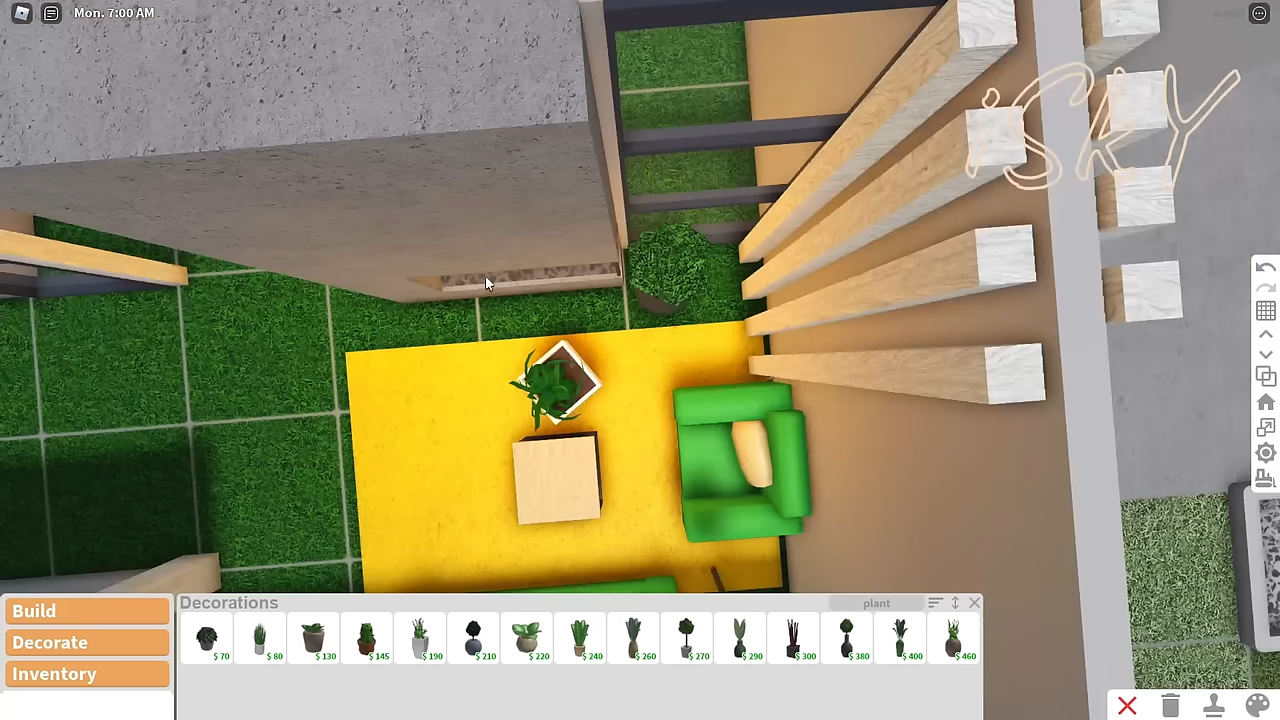 Mon. 7:00 AM
iSKY
Decorations
plant
Build
Decorate
Inventory
$ 70
$ 80
$ 130
$ 145
$ 190
$ 210
$ 220
$ 240
$ 260
$ 270
$ 290
$ 300
$ 380
$ 400
$ 460